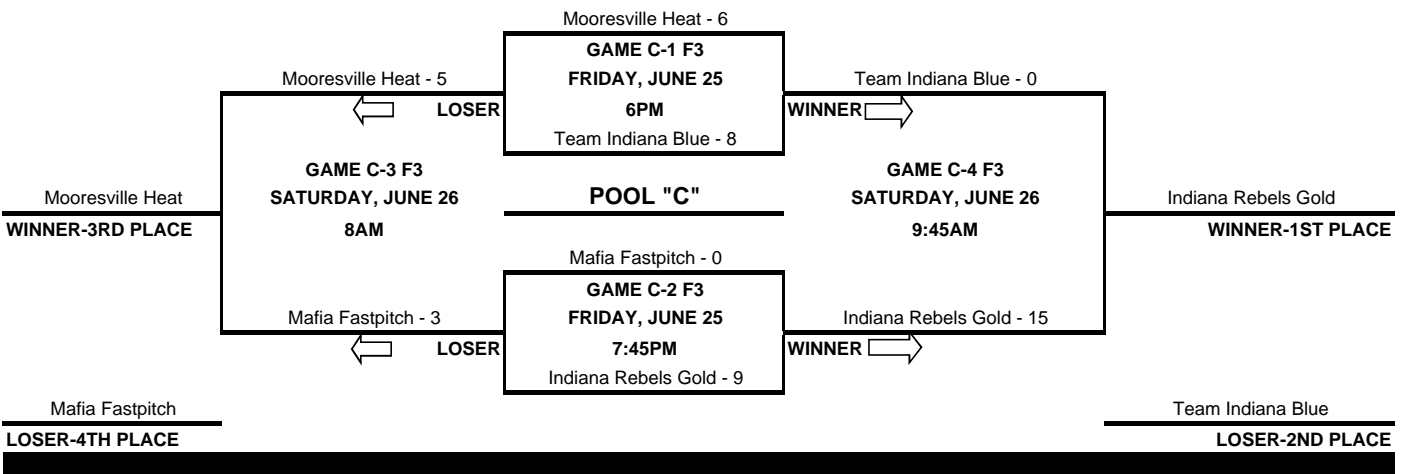 Mooresville Heat - 6
GAME C-1 F3
Mooresville Heat - 5
FRIDAY, JUNE 25
Team Indiana Blue - 0
LOSER
6PM
WINNER
Team Indiana Blue - 8
GAME C-3 F3
GAME C-4 F3
Mooresville Heat
SATURDAY, JUNE 26
POOL "C"
SATURDAY, JUNE 26
Indiana Rebels Gold
WINNER-3RD PLACE
8AM
9:45AM
WINNER-1ST PLACE
Mafia Fastpitch - 0
GAME C-2 F3
Mafia Fastpitch - 3
FRIDAY, JUNE 25
Indiana Rebels Gold - 15
LOSER
7:45PM
WINNER
Indiana Rebels Gold - 9
Mafia Fastpitch
Team Indiana Blue
LOSER-4TH PLACE
LOSER-2ND PLACE